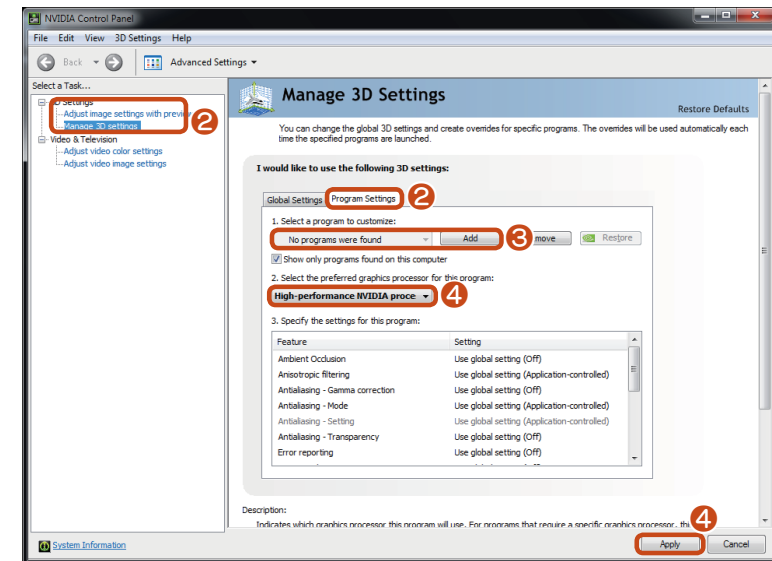 NVIDIA Control Panel
File Edit View 3D Settings Help
Back Advanced Settings
Select a Task...
3D Settings
Adjust image settings with preview
Manage 3D settings
2
Video & Television
Adjust video color settings
Adjust video image settings
Manage 3D Settings
Restore Defaults
You can change the global 3D settings and create overrides for specific programs. The overrides will be used automatically each
time the specified programs are launched.
I would like to use the following 3D settings:
Global Settings Program Settings 2
1. Select a program to customize:
No programs were found Add 3 move Restore
Show only programs found on this computer
2. Select the preferred graphics processor for this program:
High-performance NVIDIA proce 4
3. Specify the settings for this program:
Feature Setting
Ambient Occlusion Use global setting (Off)
Anisotropic filtering Use global setting (Application-controlled)
Antialiasing - Gamma correction Use global setting (Off)
Antialiasing - Mode Use global setting (Application-controlled)
Antialiasing - Setting Use global setting (Application-controlled)
Antialiasing - Transparency Use global setting (Off)
Error reporting Use global setting (Off)
Description:
Indicates which graphics processor this program will use. For programs that require a specific graphics processor, 4
System Information
Apply Cancel